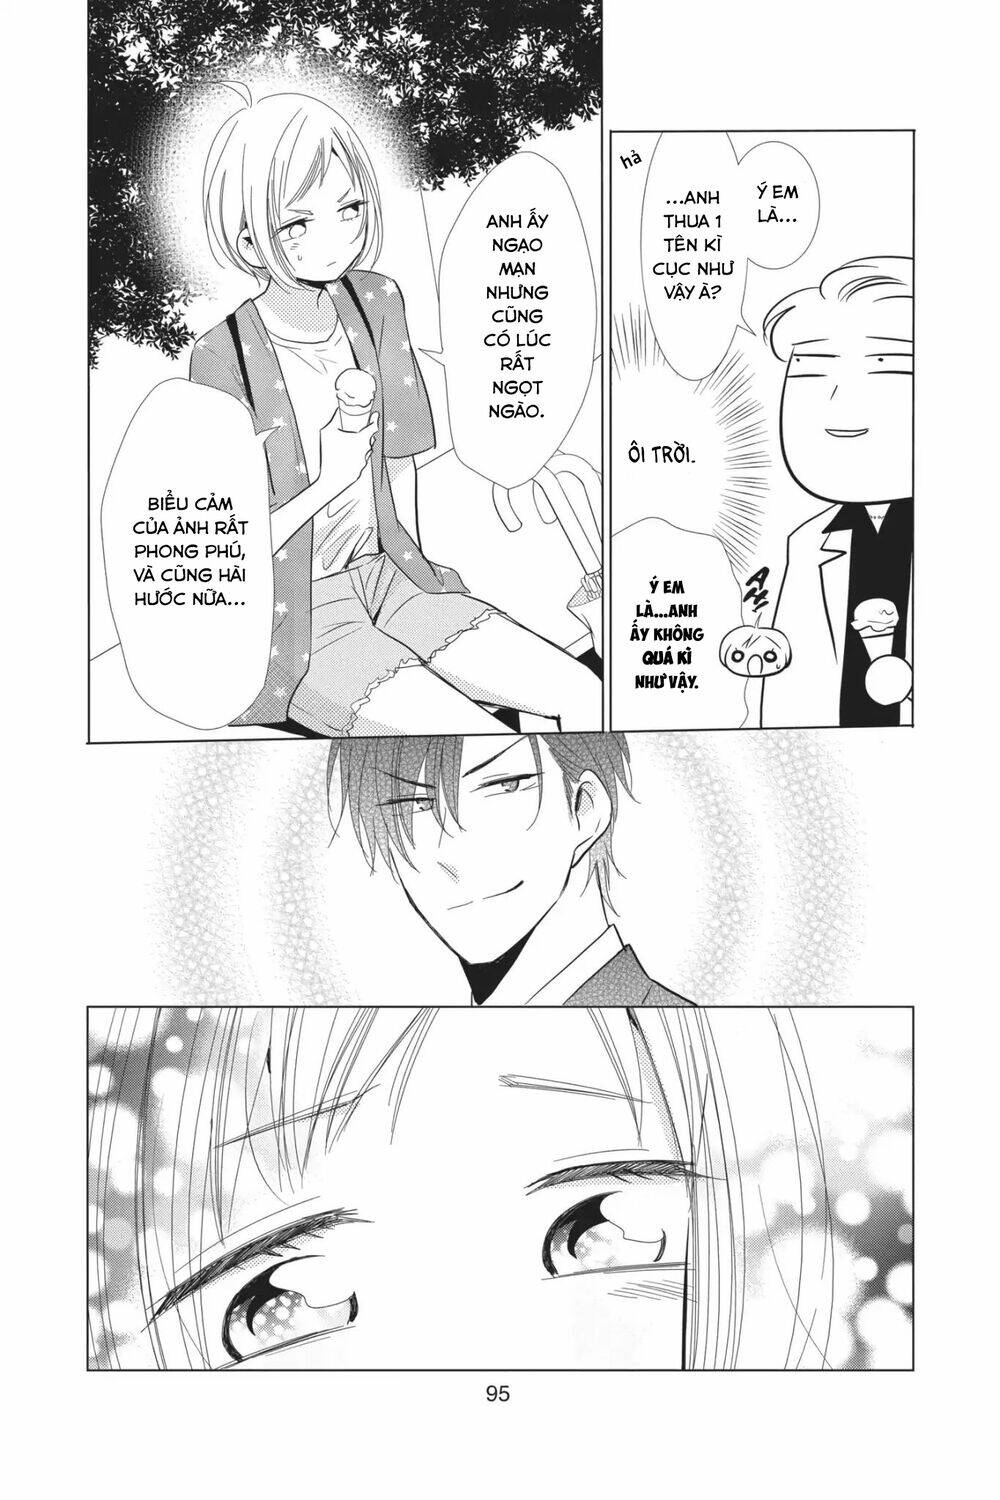 Ý EM
LÀ...
hả
...ANH
THUA 1
TÊN KÌ
CỤC NHƯ
VẬY À?
ÔI TRỜI.
Ý EM
LÀ...ANH
ẤY KHÔNG
QUÁ KÌ
NHƯ VẬY.
ANH ẤY
NGẠO
MẠN
NHƯNG
CŨNG
CÓ LÚC
RẤT
NGỌT
NGÀO.
BIỂU CẢM
CỦA ẢNH RẤT
PHONG PHÚ,
VÀ CŨNG HÀI
HƯỚC NỮA...
95